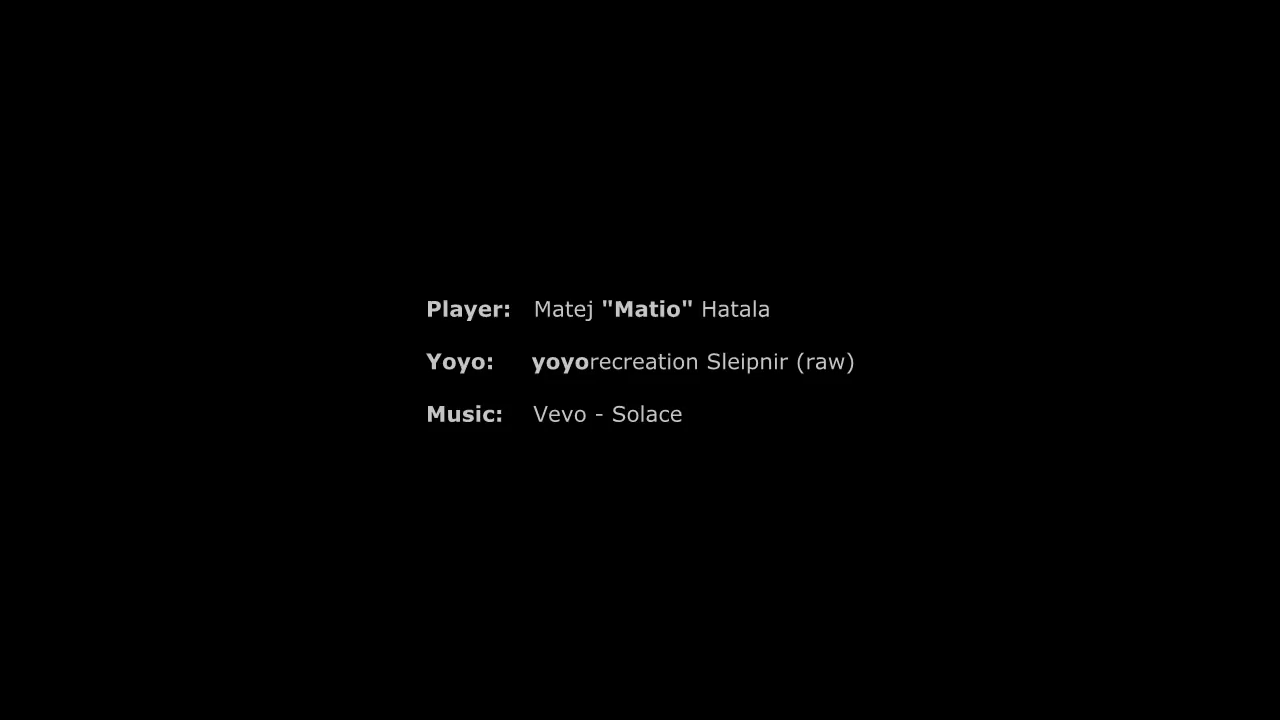 Player: Matej "Matio" Hatala
Yoyo: yoyorecreation Sleipnir (raw)
Music: Vevo - Solace